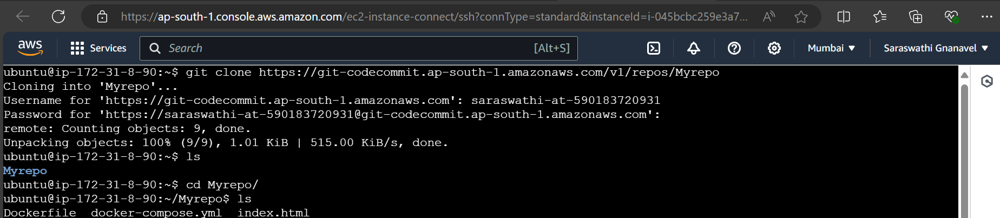 https://ap-south-1.console.aws.amazon.com/ec2-instance-connect/ssh?connType=standard&instanceId=i-045bcbc259e3a7...
aws Services Search [Alt+S] Mumbai Saraswathi Gnanavel
ubuntu@ip-172-31-8-90:~$ git clone https://git-codecommit.ap-south-1.amazonaws.com/v1/repos/Myrepo
Cloning into 'Myrepo'...
Username for 'https://git-codecommit.ap-south-1.amazonaws.com': saraswathi-at-590183720931
Password for 'https://saraswathi-at-590183720931@git-codecommit.ap-south-1.amazonaws.com':
remote: Counting objects: 9, done.
Unpacking objects: 100% (9/9), 1.01 KiB | 515.00 KiB/s, done.
ubuntu@ip-172-31-8-90:~$ ls
Myrepo
ubuntu@ip-172-31-8-90:~$ cd Myrepo/
ubuntu@ip-172-31-8-90:~/Myrepo$ ls
Dockerfile  docker-compose.yml  index.html